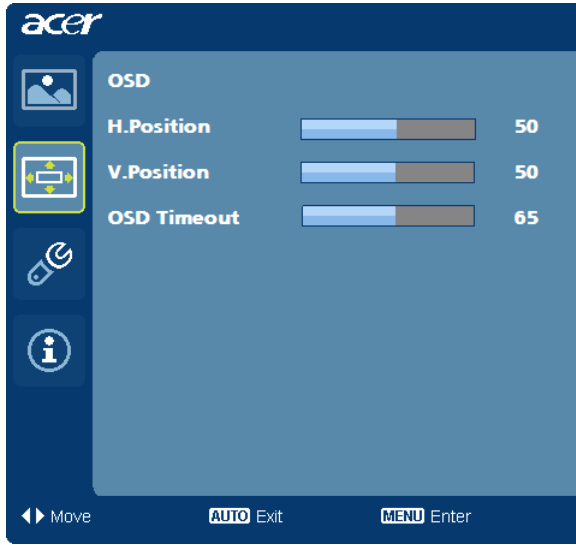 acer
OSD
H.Position 50
V.Position 50
OSD Timeout 65
Move AUTO Exit MENU Enter